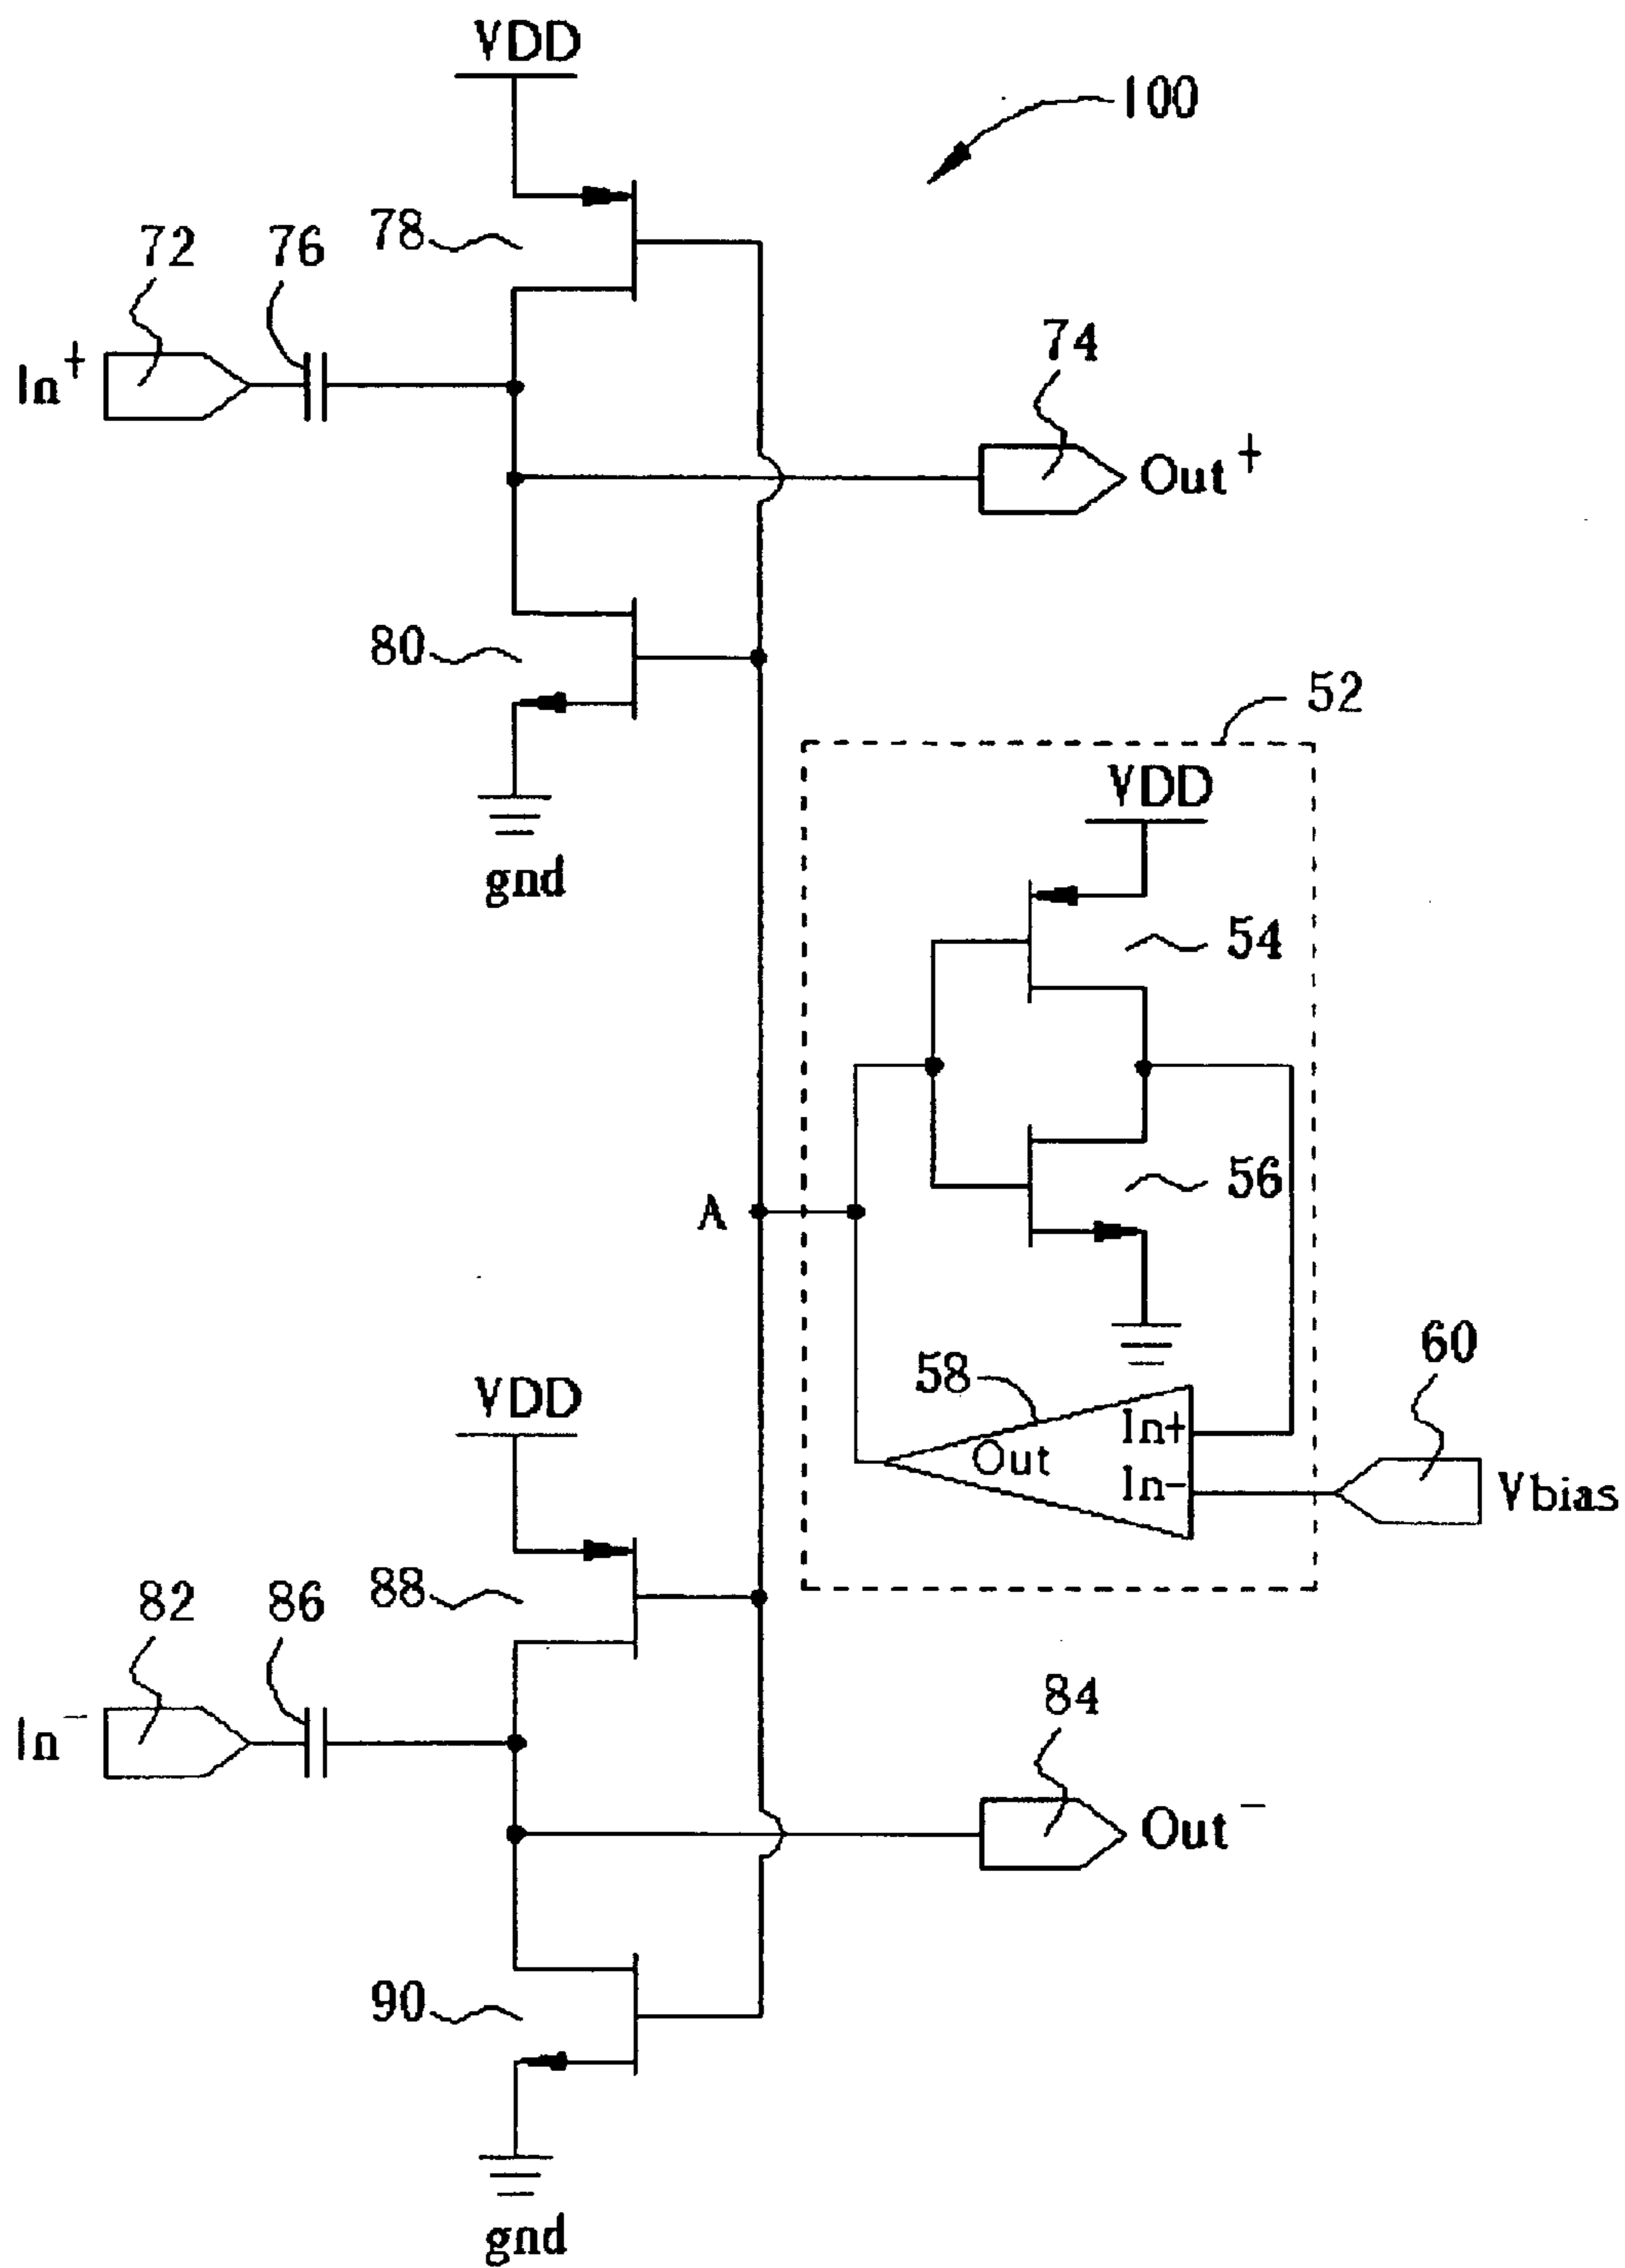 VDD
100
78
72
76
In+
74
Out+
80
52
VDD
gnd
54
56
A
60
58
VDD
In+
Out
In-
Vbias
88
82
86
84
In-
Out-
90
gnd